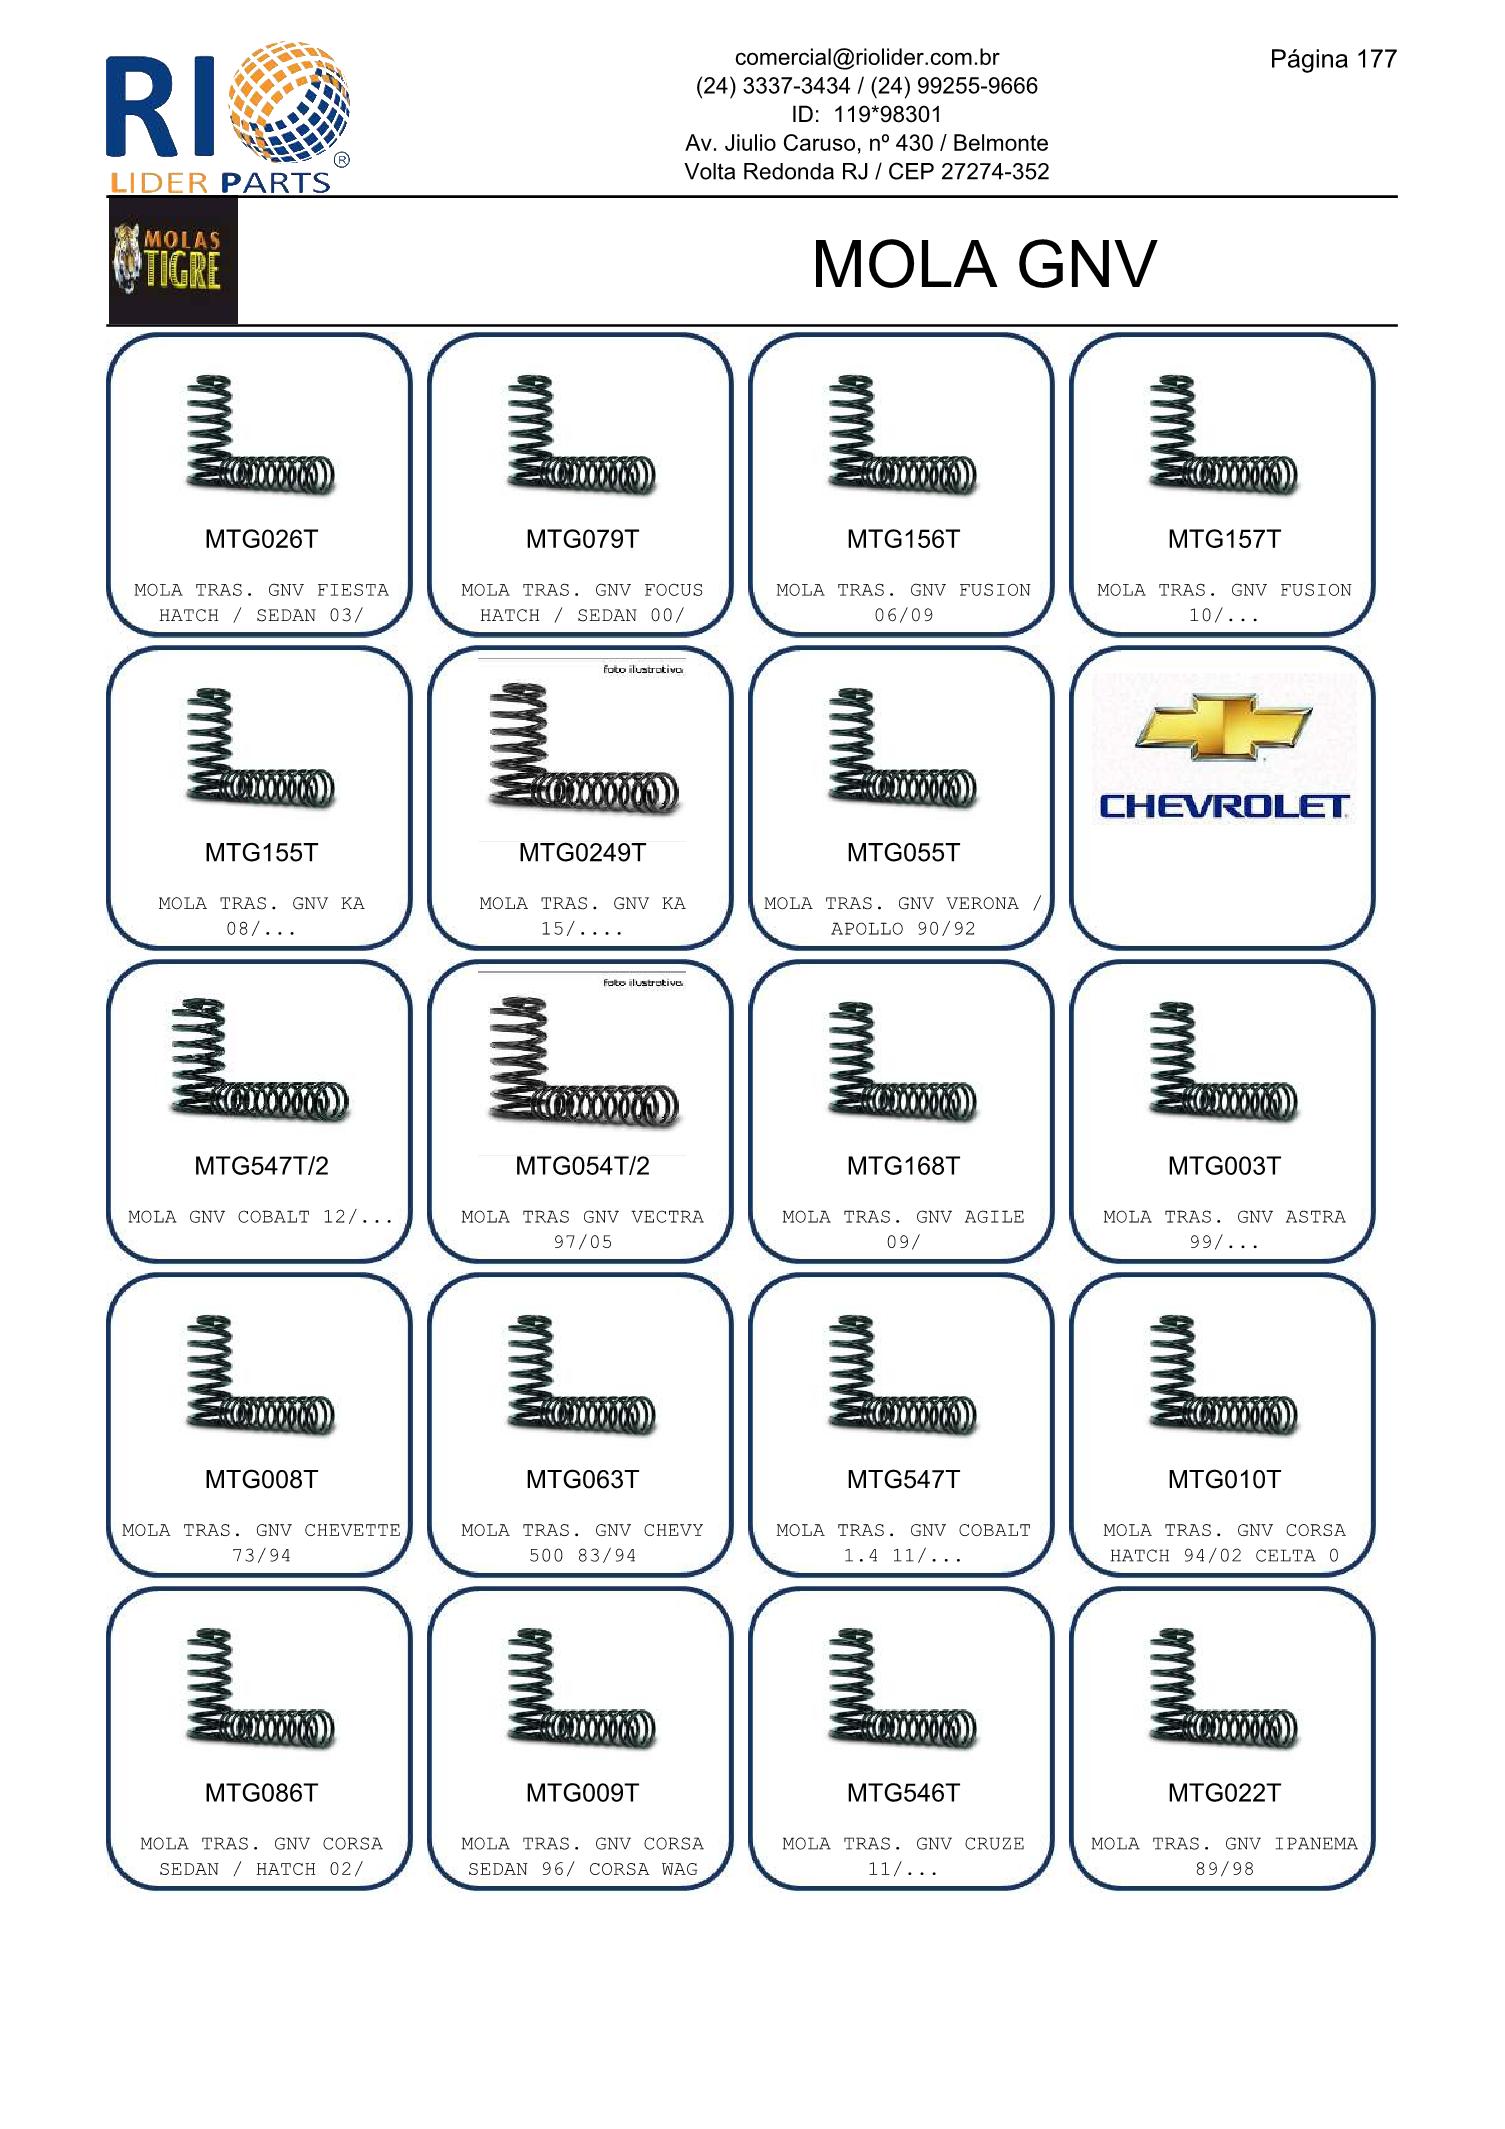 RIO
®
LIDER PARTS
comercial@riolider.com.br
(24) 3337-3434 / (24) 99255-9666
ID: 119*98301
Av. Jiulio Caruso, nº 430 / Belmonte
Volta Redonda RJ / CEP 27274-352
Página 177
MOLAS
TIGRE
MOLA GNV
MTG026T
MOLA TRAS. GNV FIESTA
HATCH / SEDAN 03/
MTG079T
MOLA TRAS. GNV FOCUS
HATCH / SEDAN 00/
MTG156T
MOLA TRAS. GNV FUSION
06/09
MTG157T
MOLA TRAS. GNV FUSION
10/...
MTG155T
MOLA TRAS. GNV KA
08/...
foto ilustrativa
MTG0249T
MOLA TRAS. GNV KA
15/....
MTG055T
MOLA TRAS. GNV VERONA /
APOLLO 90/92
CHEVROLET
MTG547T/2
MOLA GNV COBALT 12/...
foto ilustrativa
MTG054T/2
MOLA TRAS GNV VECTRA
97/05
MTG168T
MOLA TRAS. GNV AGILE
09/
MTG003T
MOLA TRAS. GNV ASTRA
99/...
MTG008T
MOLA TRAS. GNV CHEVETTE
73/94
MTG063T
MOLA TRAS. GNV CHEVY
500 83/94
MTG547T
MOLA TRAS. GNV COBALT
1.4 11/...
MTG010T
MOLA TRAS. GNV CORSA
HATCH 94/02 CELTA 0
MTG086T
MOLA TRAS. GNV CORSA
SEDAN / HATCH 02/
MTG009T
MOLA TRAS. GNV CORSA
SEDAN 96/ CORSA WAG
MTG546T
MOLA TRAS. GNV CRUZE
11/...
MTG022T
MOLA TRAS. GNV IPANEMA
89/98